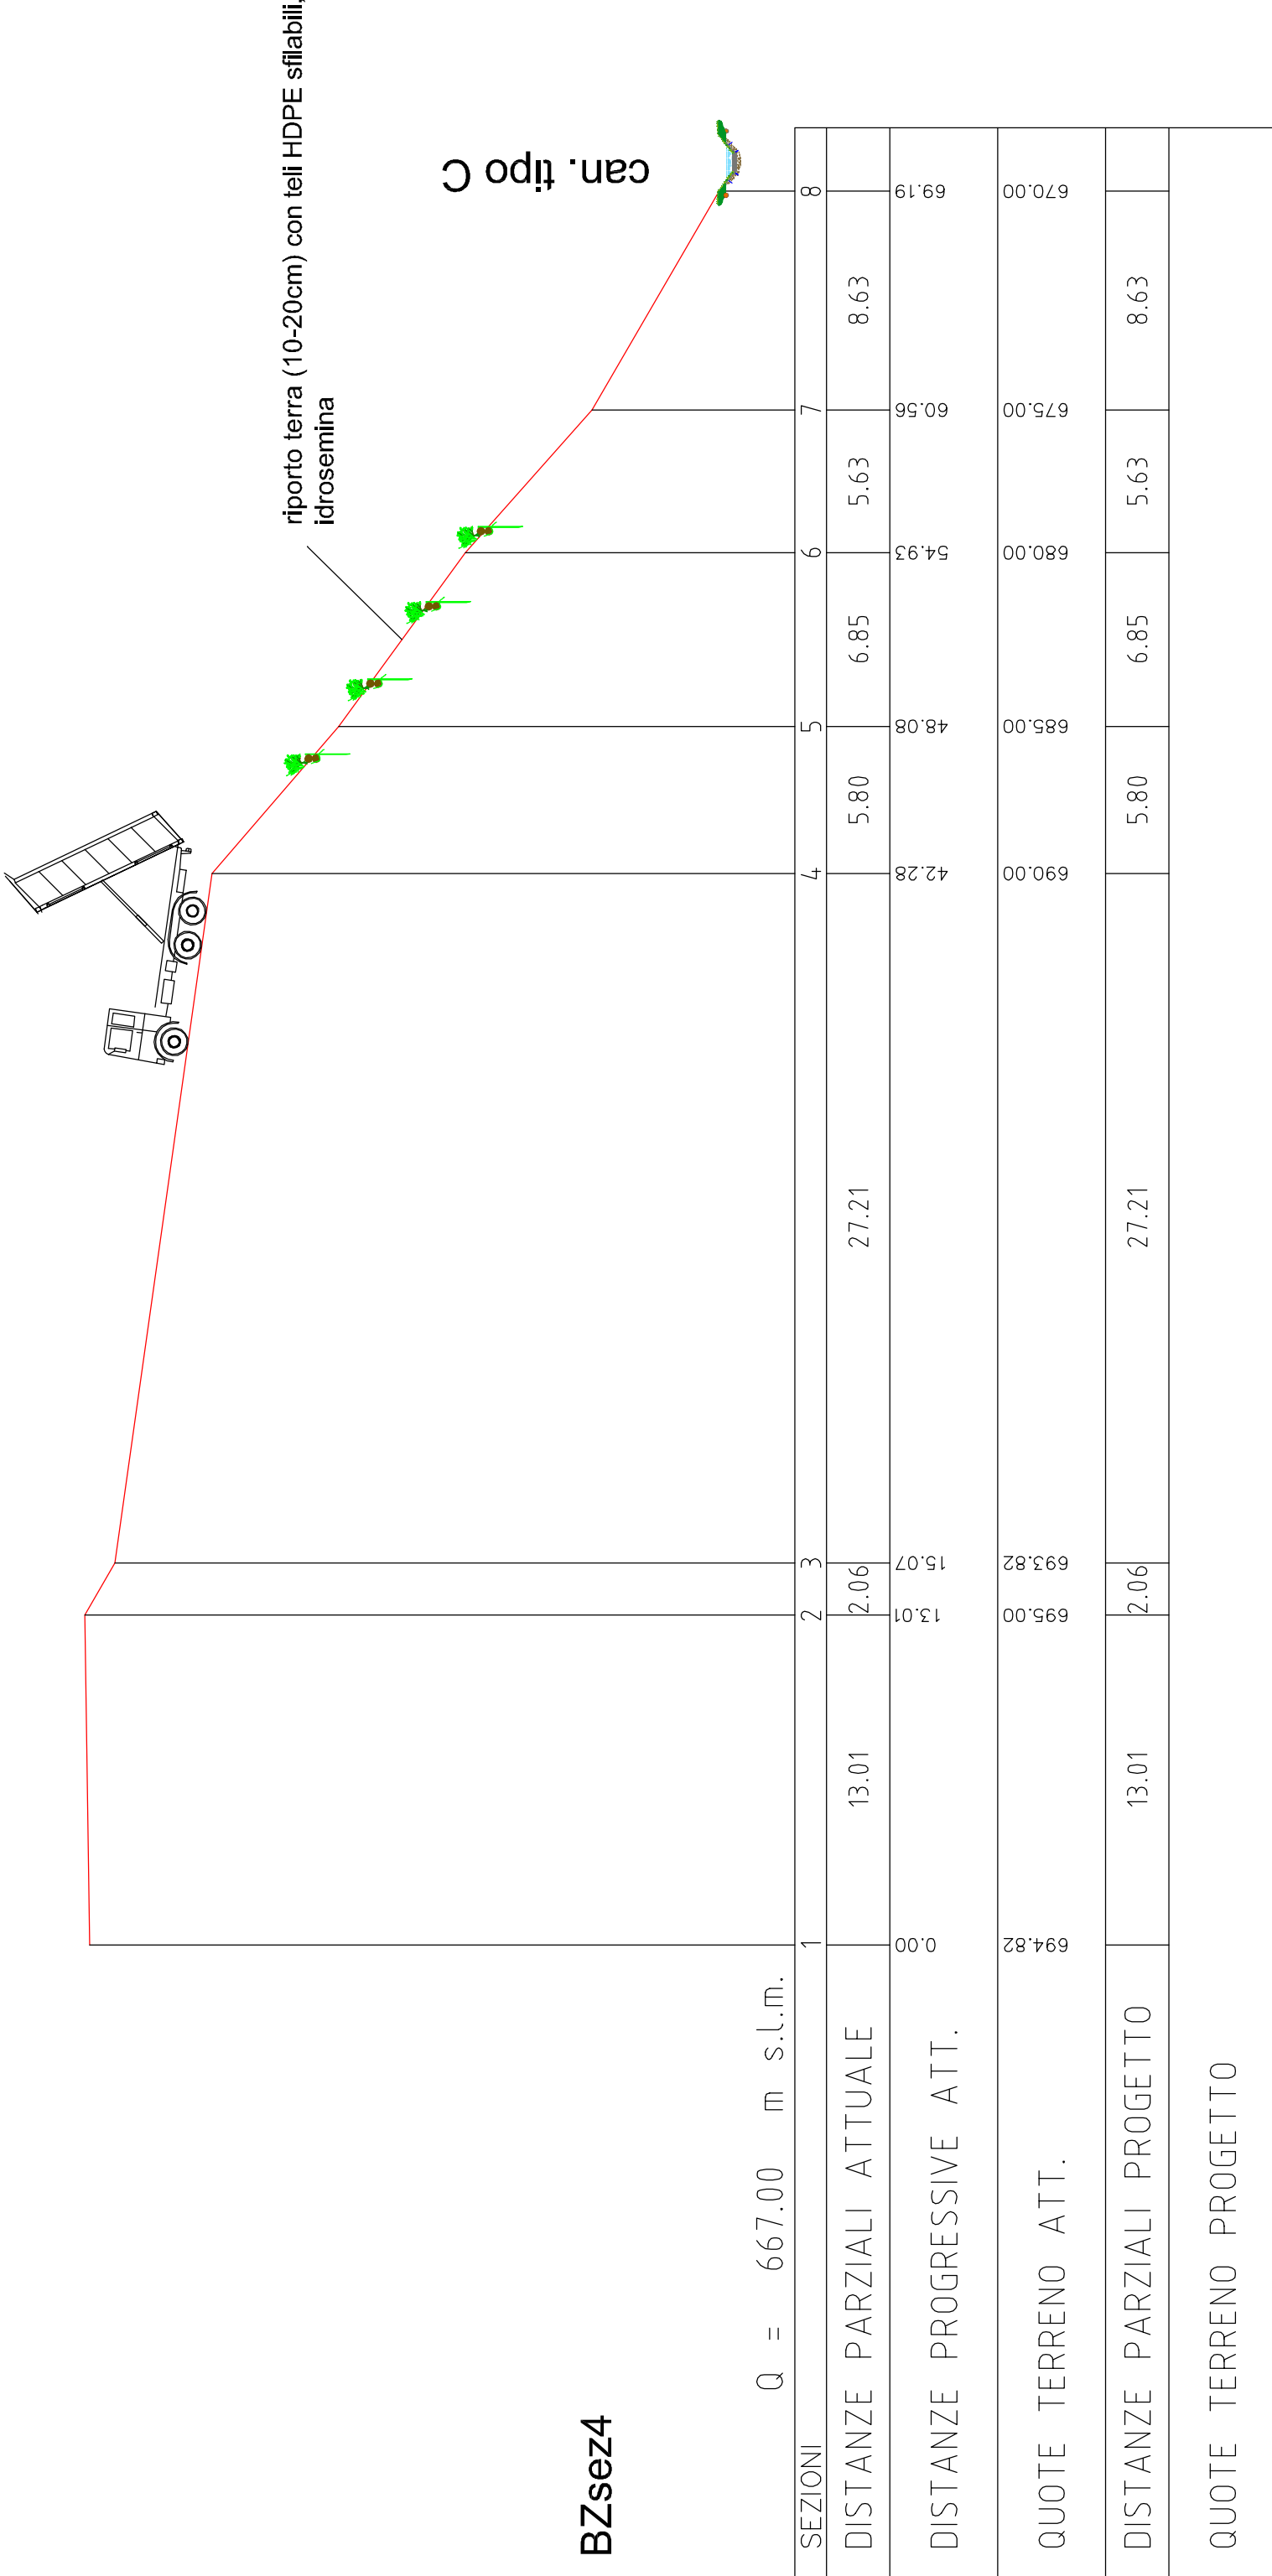 riporto terra (10-20cm) con teli HDPE sfilabili,
idrosemina
can. tipo C
BZsez4
Q = 667.00 m s.l.m.
SEZIONI 1 2 3 4 5 6 7 8
DISTANZE PARZIALI ATTUALE 13.01 2.06 27.21 5.80 6.85 5.63 8.63
DISTANZE PROGRESSIVE ATT. 0.00 13.01 15.07 42.28 48.08 54.93 60.56 69.19
QUOTE TERRENO ATT. 694.82 695.00 693.82 690.00 685.00 680.00 675.00 670.00
DISTANZE PARZIALI PROGETTO 13.01 2.06 27.21 5.80 6.85 5.63 8.63
QUOTE TERRENO PROGETTO